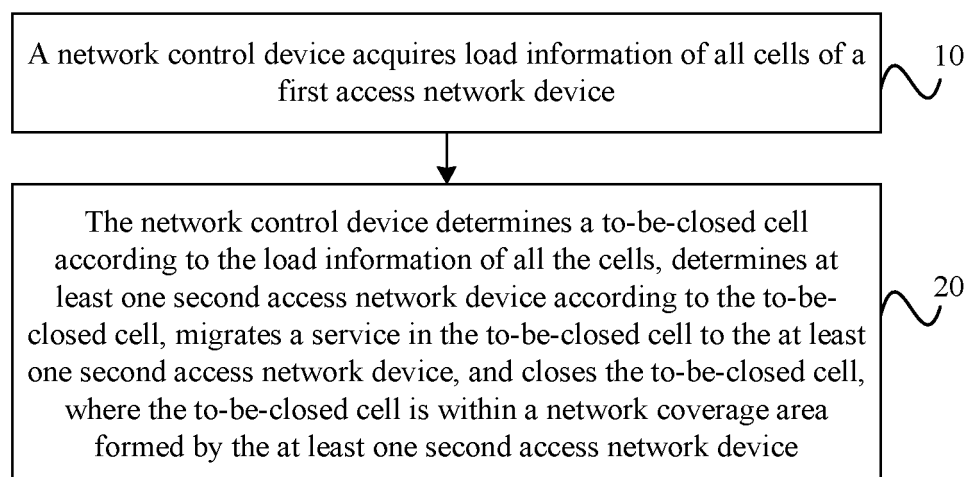 A network control device acquires load information of all cells of a
first access network device
10
The network control device determines a to-be-closed cell
according to the load information of all the cells, determines at
least one second access network device according to the to-be-
closed cell, migrates a service in the to-be-closed cell to the at least
one second access network device, and closes the to-be-closed cell,
where the to-be-closed cell is within a network coverage area
formed by the at least one second access network device
20